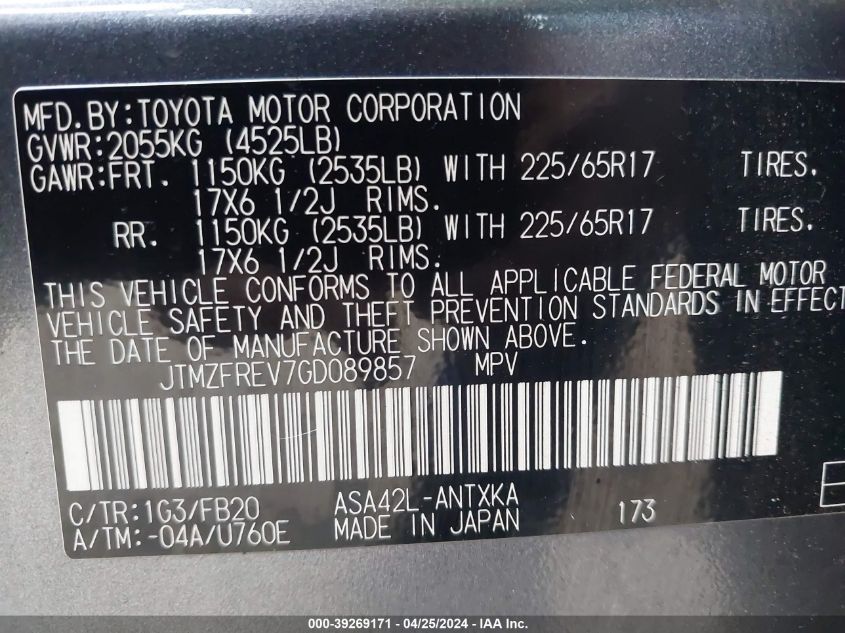 MFD.BY:TOYOTA MOTOR CORPORATION
GVWR:2055KG (4525LB)
GAWR:FRT. 1150KG (2535LB) WITH 225/65R17 TIRES.
17X6 1/2J RIMS.
RR. 1150KG (2535LB) WITH 225/65R17 TIRES.
17X6 1/2J RIMS.
THIS VEHICLE CONFORMS TO ALL APPLICABLE FEDERAL MOTOR
VEHICLE SAFETY AND THEFT PREVENTION STANDARDS IN EFFECT
THE DATE OF MANUFACTURE SHOWN ABOVE.
JTMZFREV7GD089857 MPV
C/TR:1G3/FB20 ASA42L-ANTXKA 173
A/TM:-04A/U760E MADE IN JAPAN
000-39269171 - 04/25/2024 - IAA, Inc.